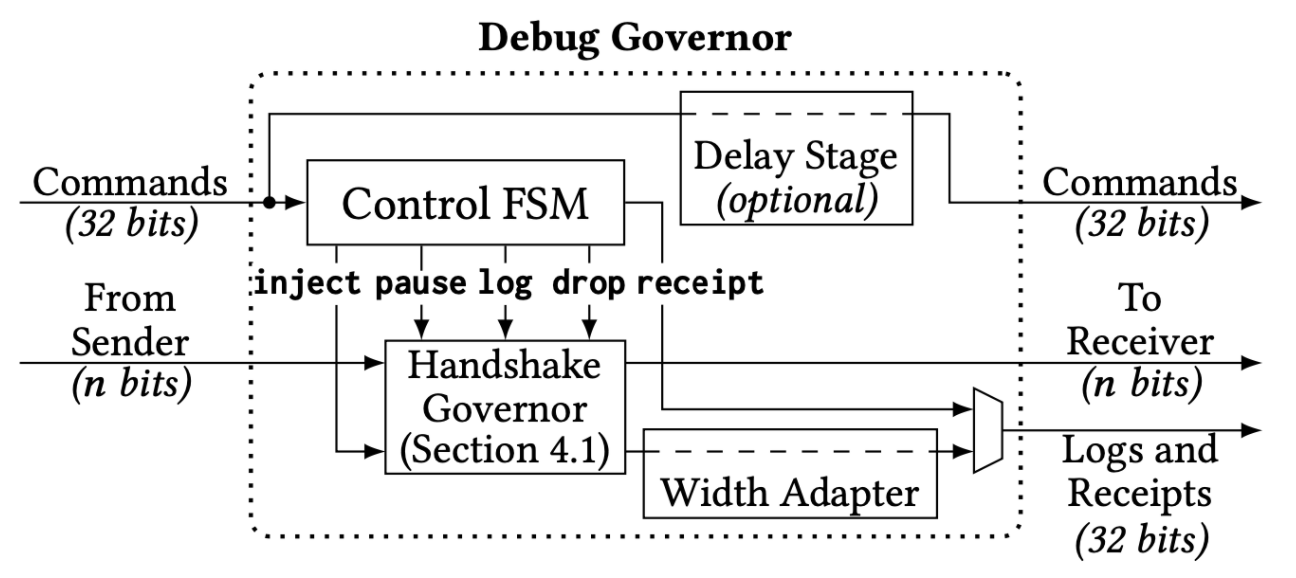 Debug Governor
Commands
(32 bits)
Control FSM
Delay Stage
(optional)
Commands
(32 bits)
inject pause log drop receipt
From
Sender
(n bits)
Handshake
Governor
(Section 4.1)
Width Adapter
To
Receiver
(n bits)
Logs and
Receipts
(32 bits)